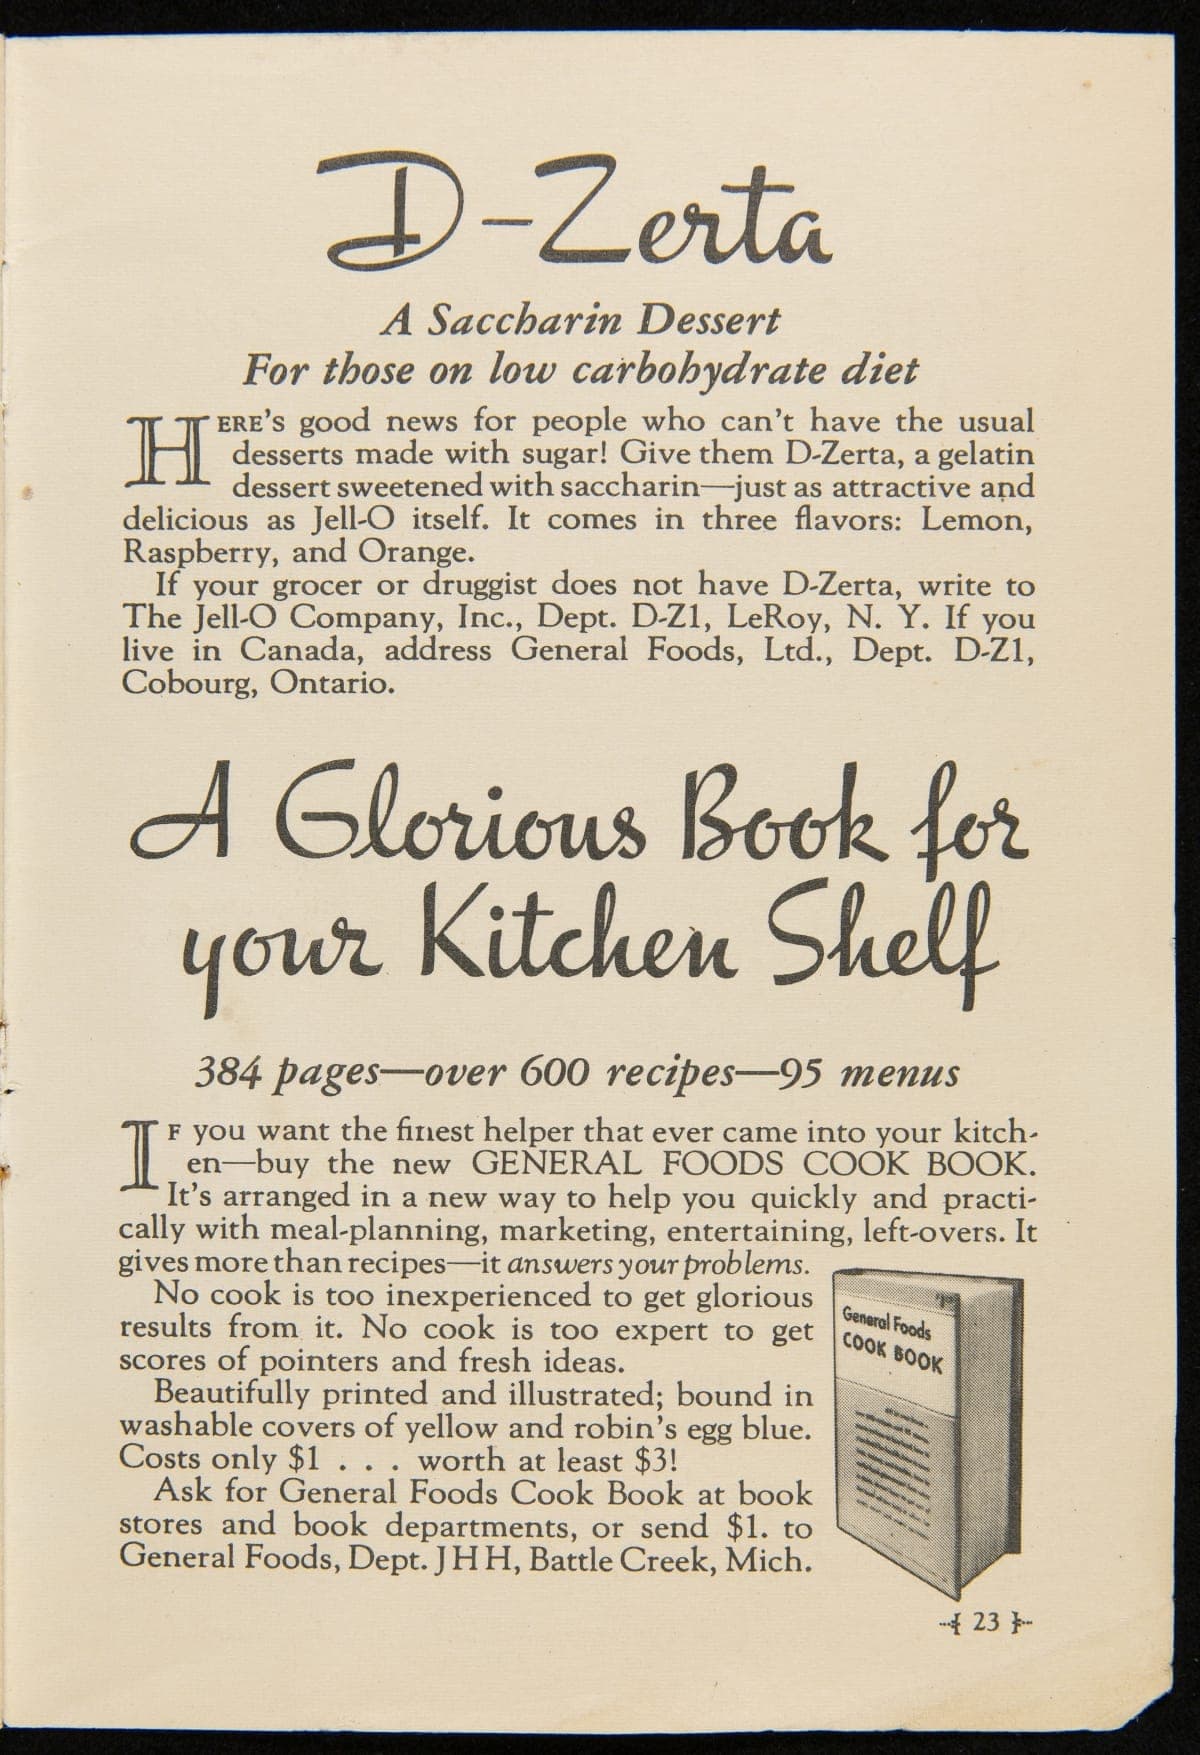 D-Zerta
A Saccharin Dessert
For those on low carbohydrate diet
HERE'S good news for people who can't have the usual
desserts made with sugar! Give them D-Zerta, a gelatin
dessert sweetened with saccharin—just as attractive and
delicious as Jell-O itself. It comes in three flavors: Lemon,
Raspberry, and Orange.
If your grocer or druggist does not have D-Zerta, write to
The Jell-O Company, Inc., Dept. D-Z1, LeRoy, N. Y. If you
live in Canada, address General Foods, Ltd., Dept. D-Z1,
Cobourg, Ontario.
A Glorious Book for
your Kitchen Shelf
384 pages—over 600 recipes—95 menus
IF you want the finest helper that ever came into your kitch-
en—buy the new GENERAL FOODS COOK BOOK.
It's arranged in a new way to help you quickly and practi-
cally with meal-planning, marketing, entertaining, left-overs. It
gives more than recipes—it answers your problems.
No cook is too inexperienced to get glorious
results from it. No cook is too expert to get
scores of pointers and fresh ideas.
Beautifully printed and illustrated; bound in
washable covers of yellow and robin's egg blue.
Costs only $1 . . . worth at least $3!
Ask for General Foods Cook Book at book
stores and book departments, or send $1. to
General Foods, Dept. J H H, Battle Creek, Mich.
General Foods
COOK BOOK
23